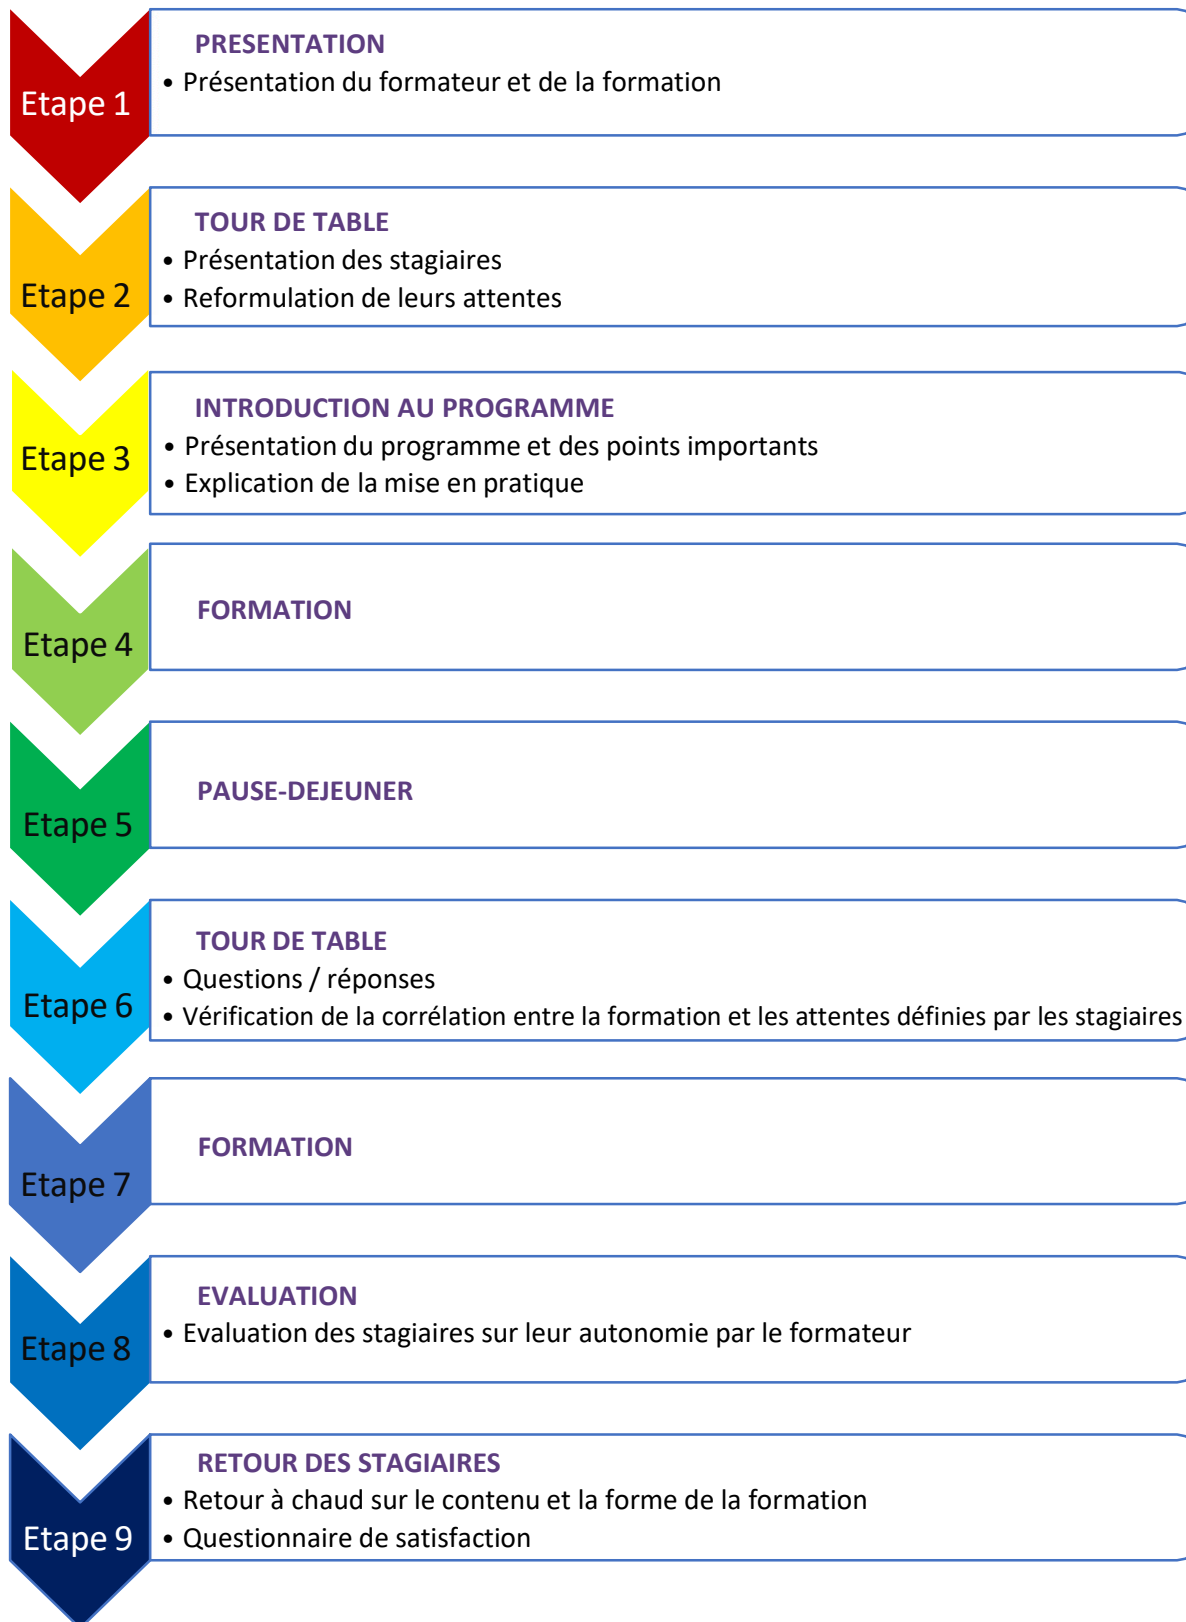 PRESENTATION
• Présentation du formateur et de la formation
Etape 1
TOUR DE TABLE
• Présentation des stagiaires
Etape 2
• Reformulation de leurs attentes
INTRODUCTION AU PROGRAMME
• Présentation du programme et des points importants
Etape 3
• Explication de la mise en pratique
FORMATION
Etape 4
PAUSE-DEJEUNER
Etape 5
TOUR DE TABLE
• Questions / réponses
Etape 6
• Vérification de la corrélation entre la formation et les attentes définies par les stagiaires
FORMATION
Etape 7
EVALUATION
• Evaluation des stagiaires sur leur autonomie par le formateur
Etape 8
RETOUR DES STAGIAIRES
• Retour à chaud sur le contenu et la forme de la formation
Etape 9
• Questionnaire de satisfaction